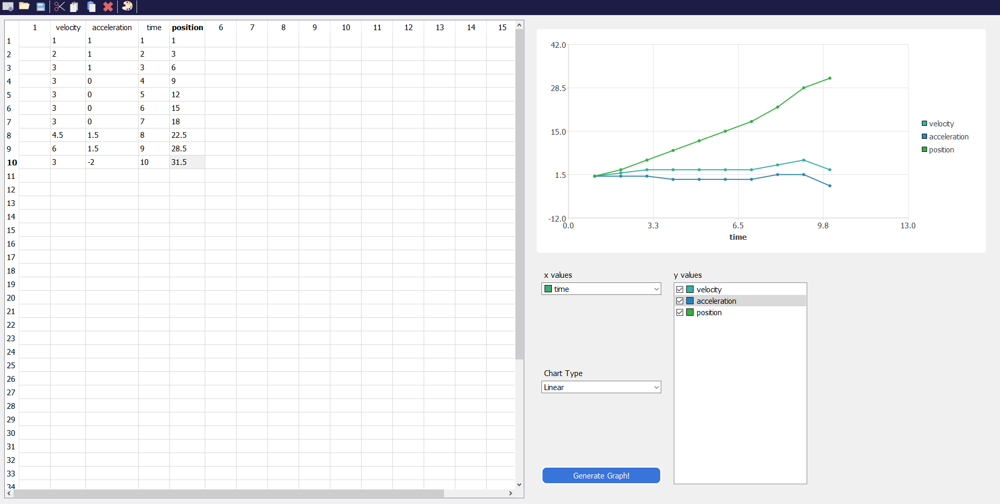 1 velocity acceleration time position 6 7 8 9 10 11 12 13 14 15
1 1 1 1 1
2 2 1 2 3
3 3 1 3 6
4 3 0 4 9
5 3 0 5 12
6 3 0 6 15
7 3 0 7 18
8 4.5 1.5 8 22.5
9 6 1.5 9 28.5
10 3 -2 10 31.5
11
12
13
14
15
16
17
18
19
20
21
22
23
24
25
26
27
28
29
30
31
32
33
34
42.0
28.5
15.0
1.5
-12.0
0.0 3.3 6.5 9.8 13.0
time
velocity
acceleration
position
x values
time
y values
velocity
acceleration
position
Chart Type
Linear
Generate Graph!